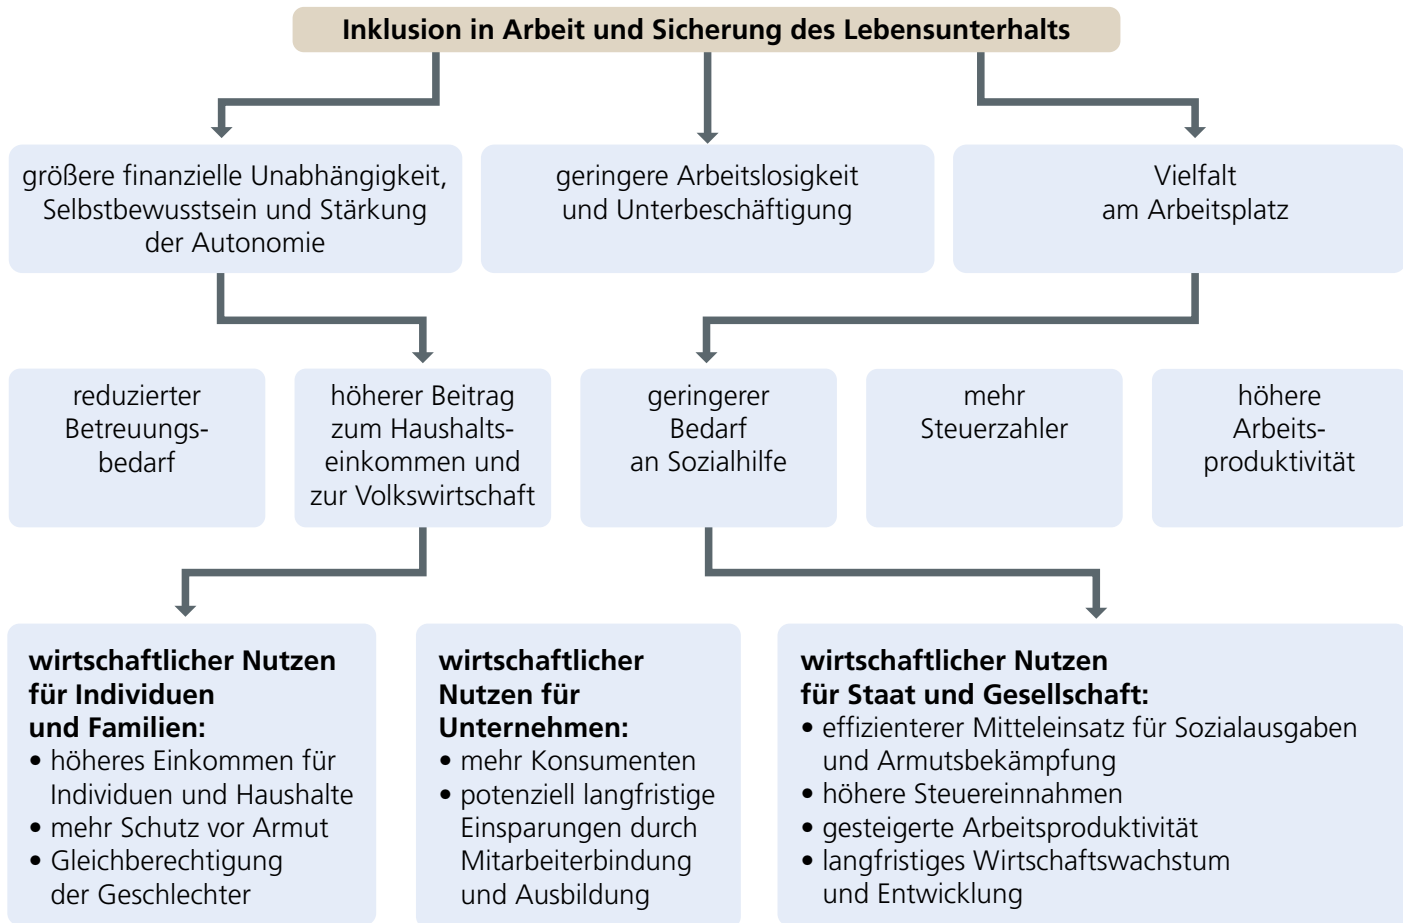 Inklusion in Arbeit und Sicherung des Lebensunterhalts
größere finanzielle Unabhängigkeit,
Selbstbewusstsein und Stärkung
der Autonomie
geringere Arbeitslosigkeit
und Unterbeschäftigung
Vielfalt
am Arbeitsplatz
reduzierter
Betreuungs-
bedarf
höherer Beitrag
zum Haushalts-
einkommen und
zur Volkswirtschaft
geringerer
Bedarf
an Sozialhilfe
mehr
Steuerzahler
höhere
Arbeits-
produktivität
wirtschaftlicher Nutzen
für Individuen
und Familien:
• höheres Einkommen für
Individuen und Haushalte
• mehr Schutz vor Armut
• Gleichberechtigung
der Geschlechter
wirtschaftlicher
Nutzen für
Unternehmen:
• mehr Konsumenten
• potenziell langfristige
Einsparungen durch
Mitarbeiterbindung
und Ausbildung
wirtschaftlicher Nutzen
für Staat und Gesellschaft:
• effizienterer Mitteleinsatz für Sozialausgaben
und Armutsbekämpfung
• höhere Steuereinnahmen
• gesteigerte Arbeitsproduktivität
• langfristiges Wirtschaftswachstum
und Entwicklung